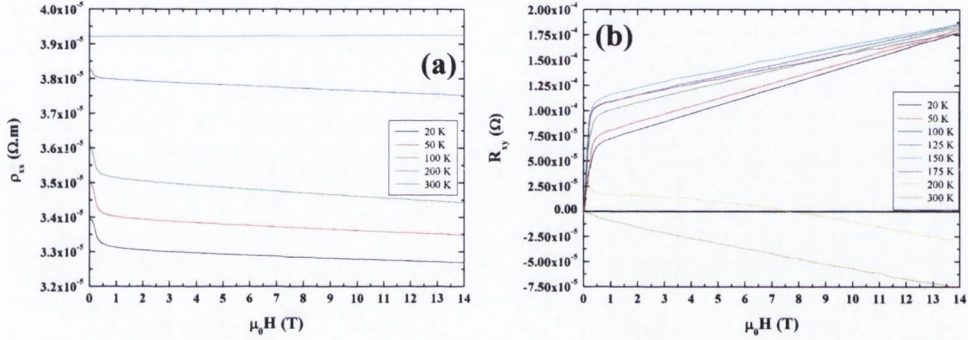 4.0x10⁻⁵
3.9x10⁻⁵
3.8x10⁻⁵
3.7x10⁻⁵
3.6x10⁻⁵
3.5x10⁻⁵
3.4x10⁻⁵
3.3x10⁻⁵
3.2x10⁻⁵
ρxx (Ω.m)
(a)
20 K
50 K
100 K
200 K
300 K
0 1 2 3 4 5 6 7 8 9 10 11 12 13 14
μ₀H (T)
2.00x10⁻⁴
1.75x10⁻⁴
1.50x10⁻⁴
1.25x10⁻⁴
1.00x10⁻⁴
7.50x10⁻⁵
5.00x10⁻⁵
2.50x10⁻⁵
0.00
-2.50x10⁻⁵
-5.00x10⁻⁵
-7.50x10⁻⁵
Rxy (Ω)
(b)
20 K
50 K
100 K
125 K
150 K
175 K
200 K
300 K
0 1 2 3 4 5 6 7 8 9 10 11 12 13 14
μ₀H (T)